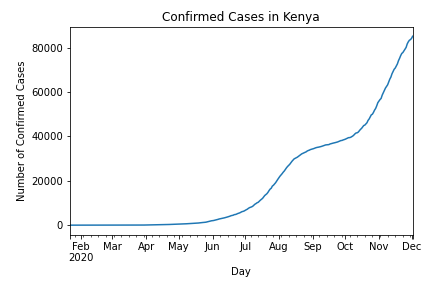 Confirmed Cases in Kenya
Number of Confirmed Cases
80000
60000
40000
20000
0
Feb Mar Apr May Jun Jul Aug Sep Oct Nov Dec
2020
Day